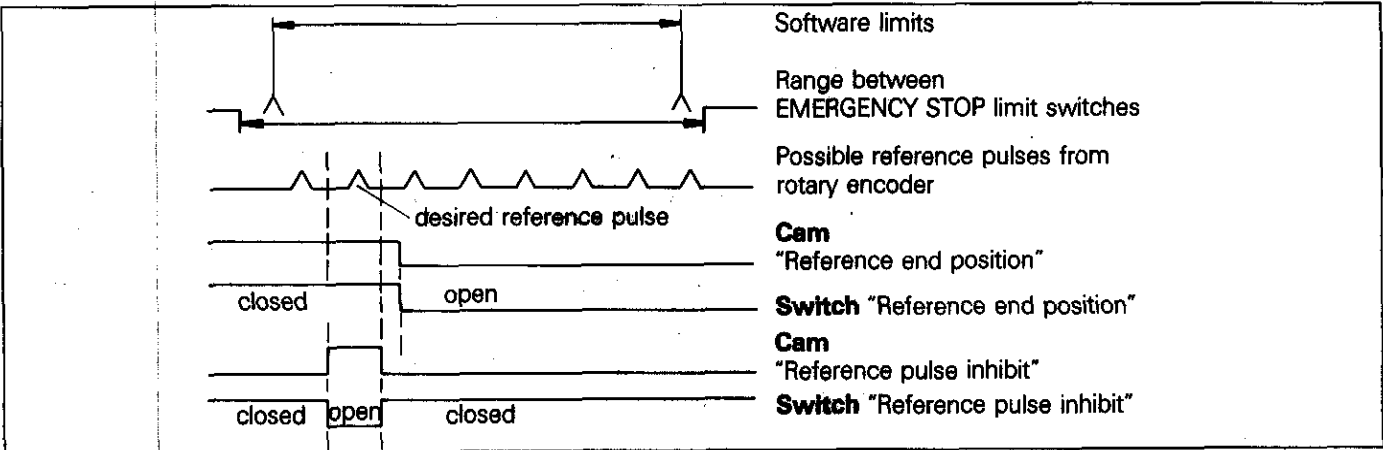 Software limits
Range between
EMERGENCY STOP limit switches
Possible reference pulses from
rotary encoder
desired reference pulse
Cam
"Reference end position"
closed open
Switch "Reference end position"
Cam
"Reference pulse inhibit"
closed open closed
Switch "Reference pulse inhibit"